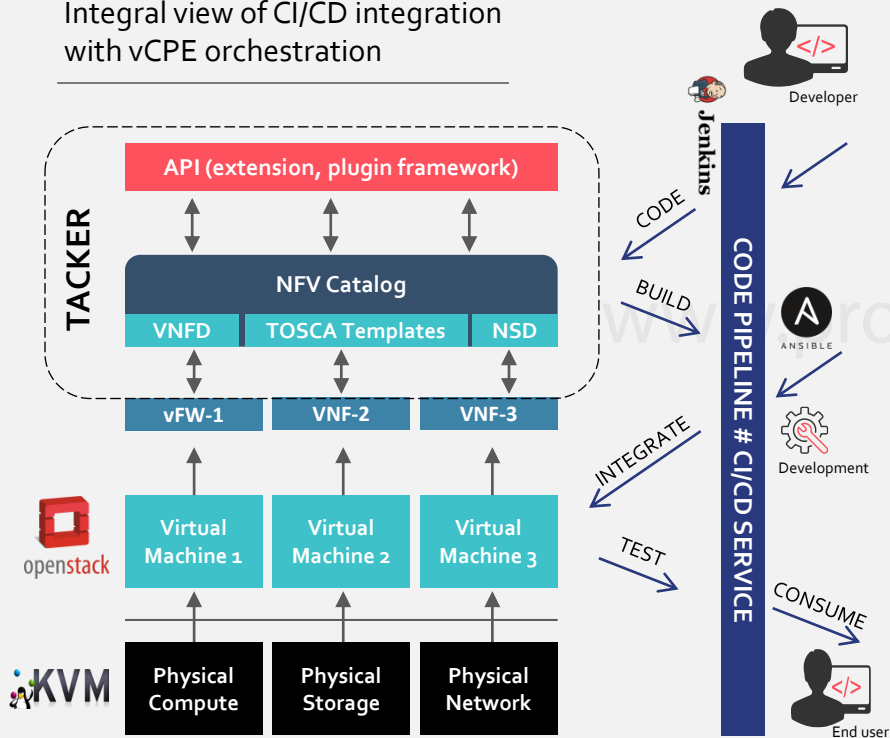 Integral view of CI/CD integration
with vCPE orchestration
Developer
Jenkins
TACKER
API (extension, plugin framework)
CODE
NFV Catalog
BUILD
VNFD
TOSCA Templates
NSD
www.pro
ANSIBLE
CODE PIPELINE # CI/CD SERVICE
vFW-1
VNF-2
VNF-3
INTEGRATE
Development
openstack
Virtual
Machine 1
Virtual
Machine 2
Virtual
Machine 3
TEST
CONSUME
KVM
Physical
Compute
Physical
Storage
Physical
Network
End user